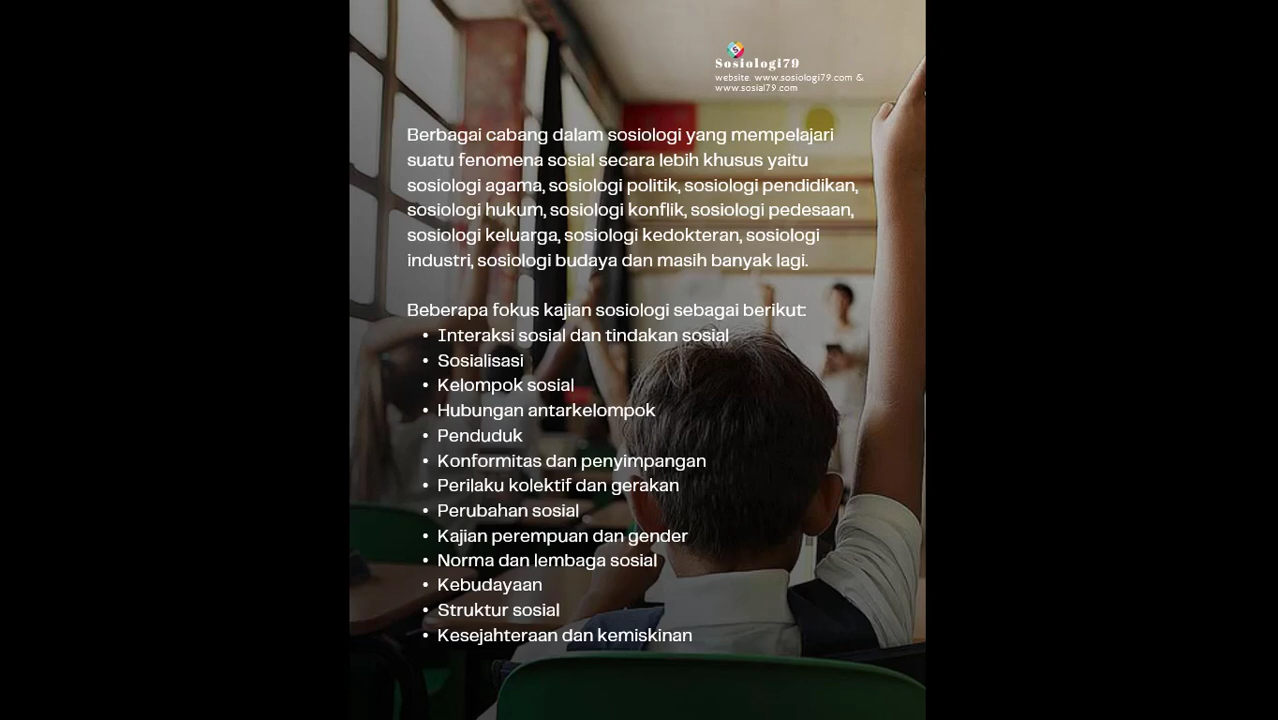 Sosiologi79
website. www.sosiologi79.com &
www.sosial79.com
Berbagai cabang dalam sosiologi yang mempelajari
suatu fenomena sosial secara lebih khusus yaitu
sosiologi agama, sosiologi politik, sosiologi pendidikan,
sosiologi hukum, sosiologi konflik, sosiologi pedesaan,
sosiologi keluarga, sosiologi kedokteran, sosiologi
industri, sosiologi budaya dan masih banyak lagi.
Beberapa fokus kajian sosiologi sebagai berikut:
• Interaksi sosial dan tindakan sosial
• Sosialisasi
• Kelompok sosial
• Hubungan antarkelompok
• Penduduk
• Konformitas dan penyimpangan
• Perilaku kolektif dan gerakan
• Perubahan sosial
• Kajian perempuan dan gender
• Norma dan lembaga sosial
• Kebudayaan
• Struktur sosial
• Kesejahteraan dan kemiskinan